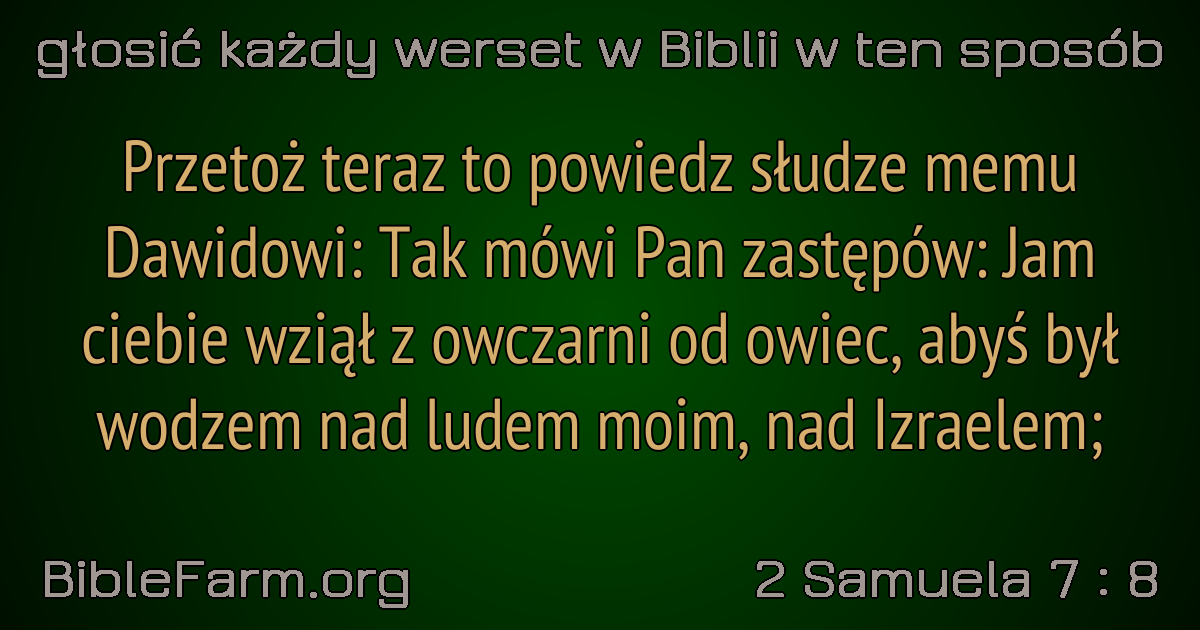 głosić każdy werset w Biblii w ten sposób
Przetoż teraz to powiedz słudze memu
Dawidowi: Tak mówi Pan zastępów: Jam
ciebie wziął z owczarni od owiec, abyś był
wodzem nad ludem moim, nad Izraelem;
BibleFarm.org
2 Samuela 7 : 8